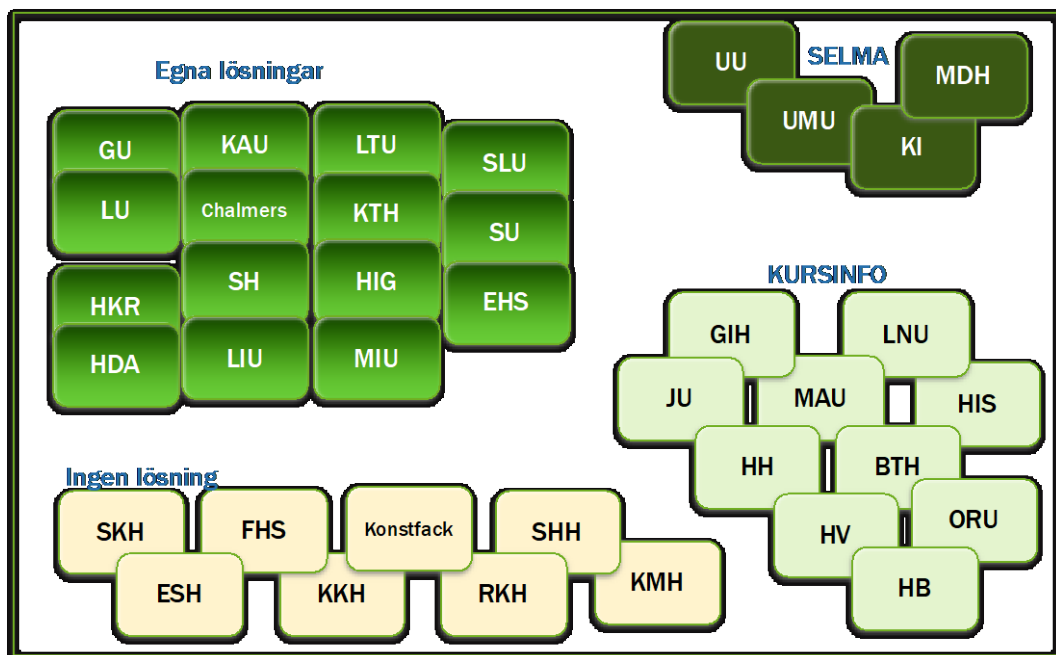 Egna lösningar
GU
KAU
LTU
SLU
LU
Chalmers
KTH
SU
HKR
SH
HIG
EHS
HDA
LIU
MIU
SELMA
UU
MDH
UMU
KI
KURSINFO
GIH
LNU
JU
MAU
HIS
HH
BTH
HV
ORU
HB
Ingen lösning
SKH
FHS
Konstfack
SHH
ESH
KKH
RKH
KMH